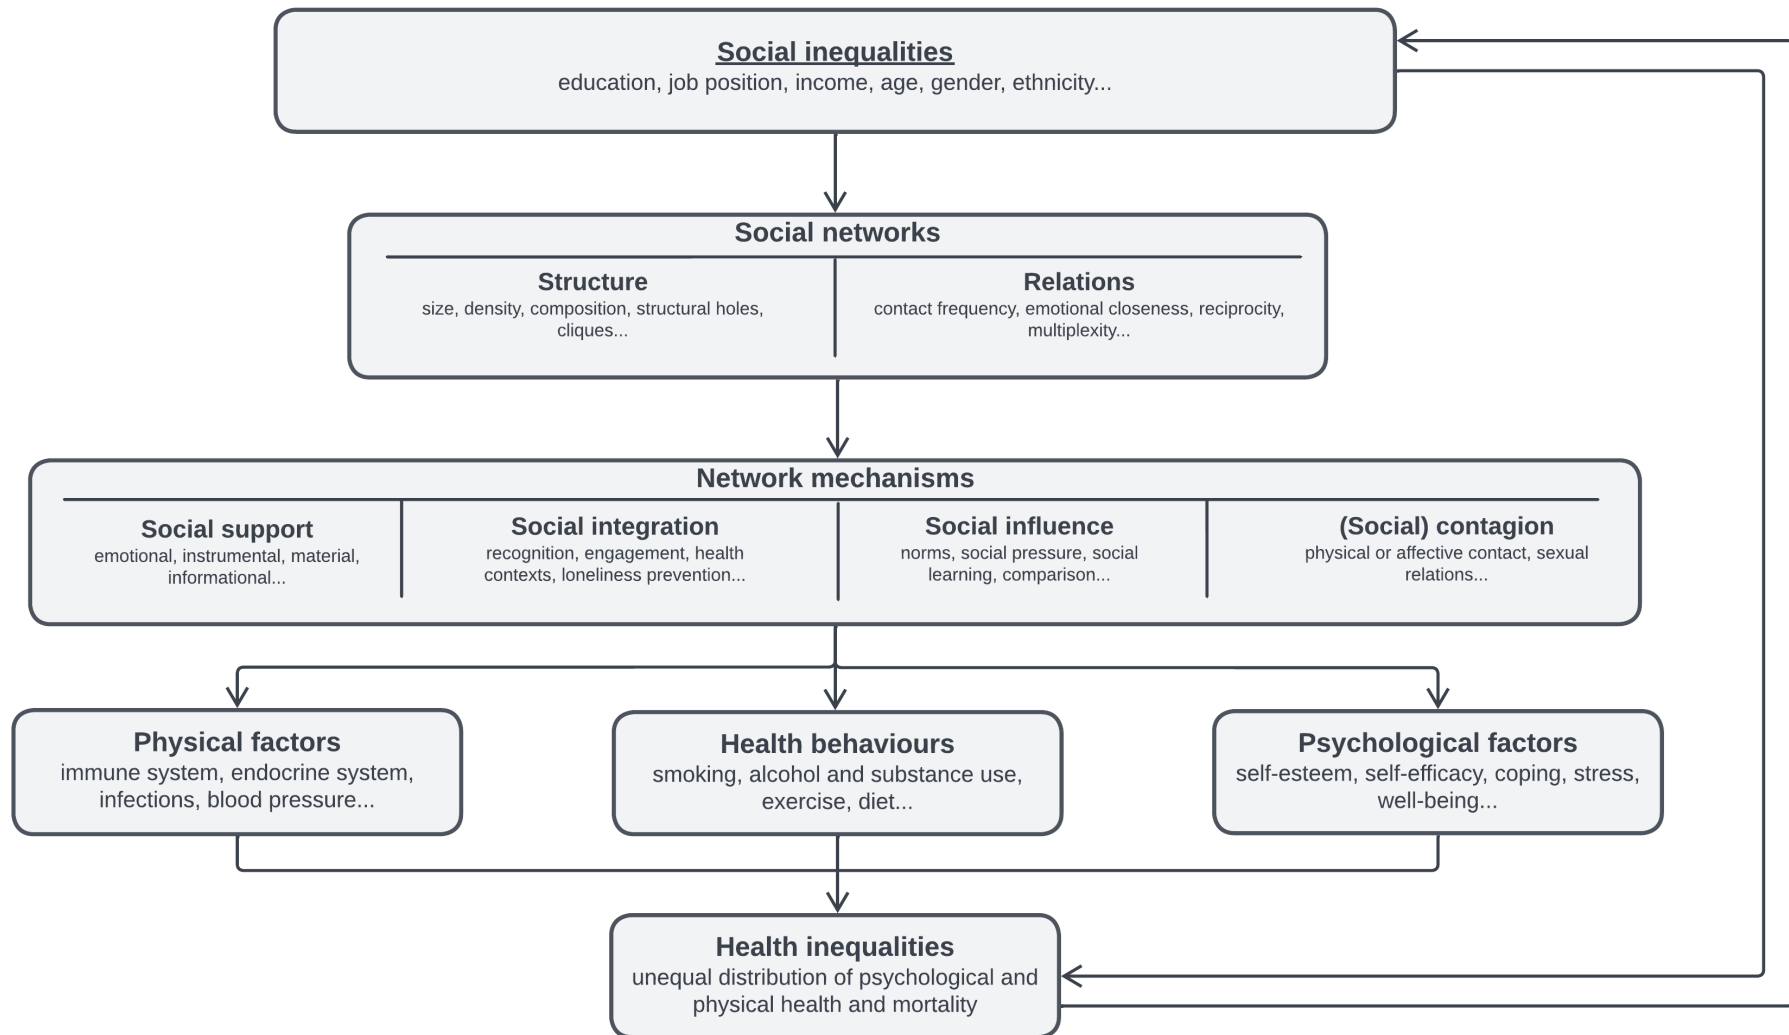 Social inequalities
education, job position, income, age, gender, ethnicity...
Social networks
Structure
size, density, composition, structural holes,
cliques...
Relations
contact frequency, emotional closeness, reciprocity,
multiplexity...
Network mechanisms
Social support
emotional, instrumental, material,
informational...
Social integration
recognition, engagement, health
contexts, loneliness prevention...
Social influence
norms, social pressure, social
learning, comparison...
(Social) contagion
physical or affective contact, sexual
relations...
Physical factors
immune system, endocrine system,
infections, blood pressure...
Health behaviours
smoking, alcohol and substance use,
exercise, diet...
Psychological factors
self-esteem, self-efficacy, coping, stress,
well-being...
Health inequalities
unequal distribution of psychological and
physical health and mortality